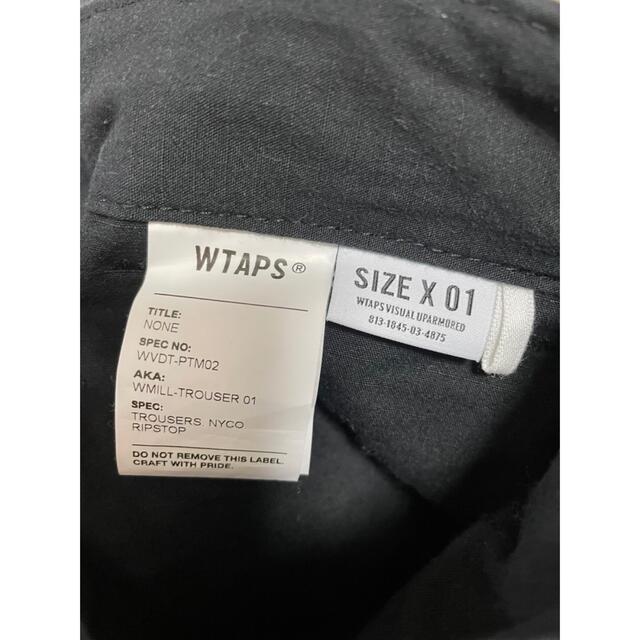 WTAPS®
TITLE:
NONE
SPEC NO:
WVDT-PTM02
AKA:
WMILL-TROUSER 01
SPEC:
TROUSERS. NYCO
RIPSTOP
DO NOT REMOVE THIS LABEL.
CRAFT WITH PRIDE.
SIZE X 01
WTAPS VISUAL UPARMORED
813-1845-03-4875